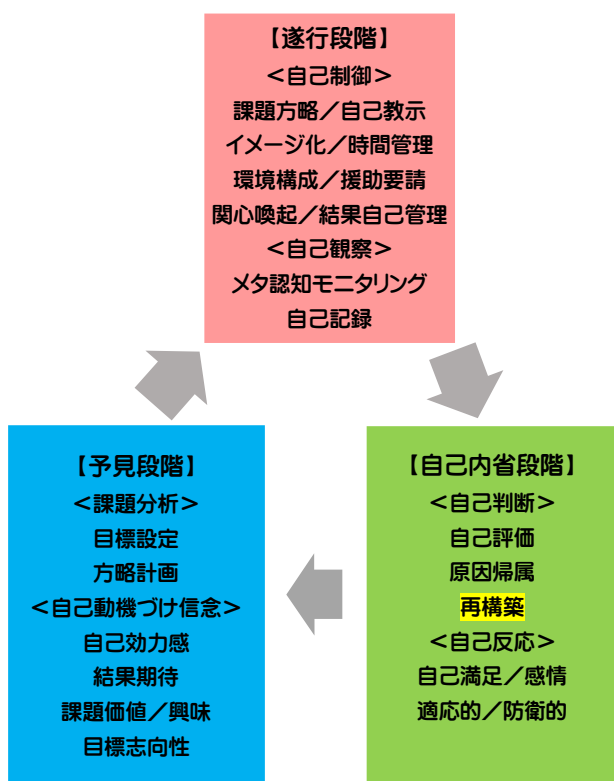 【遂行段階】
<自己制御>
課題方略／自己教示
イメージ化／時間管理
環境構成／援助要請
関心喚起／結果自己管理
<自己観察>
メタ認知モニタリング
自己記録
【予見段階】
<課題分析>
目標設定
方略計画
<自己動機づけ信念>
自己効力感
結果期待
課題価値／興味
目標志向性
【自己内省段階】
<自己判断>
自己評価
原因帰属
再構築
<自己反応>
自己満足／感情
適応的／防衛的